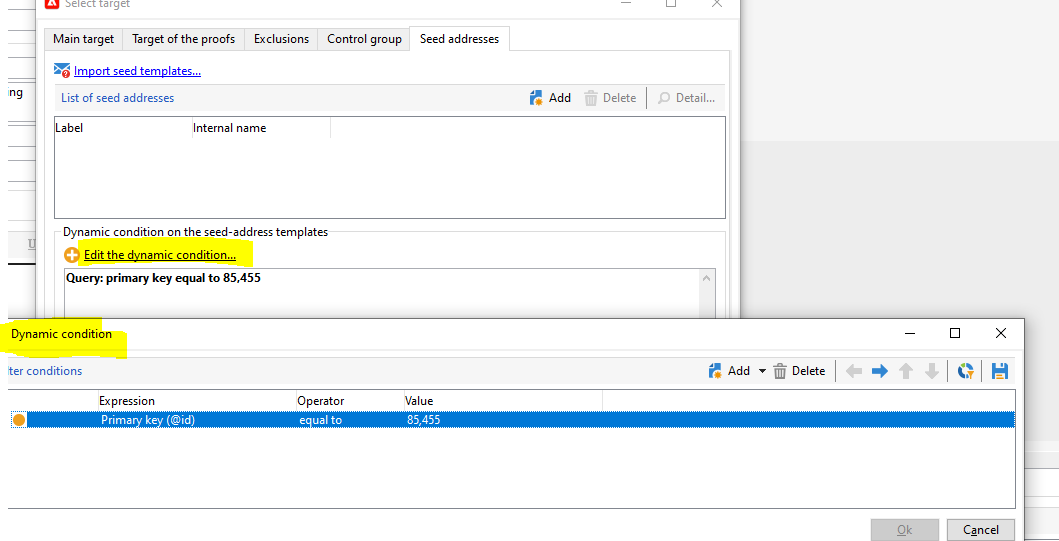 Select target
Main target Target of the proofs Exclusions Control group Seed addresses
Import seed templates...
ing
List of seed addresses Add Delete Detail...
Label Internal name
Dynamic condition on the seed-address templates
U
Edit the dynamic condition...
Query: primary key equal to 85,455
Dynamic condition
lter conditions Add Delete
Expression Operator Value
Primary key (@id) equal to 85,455
Ok Cancel